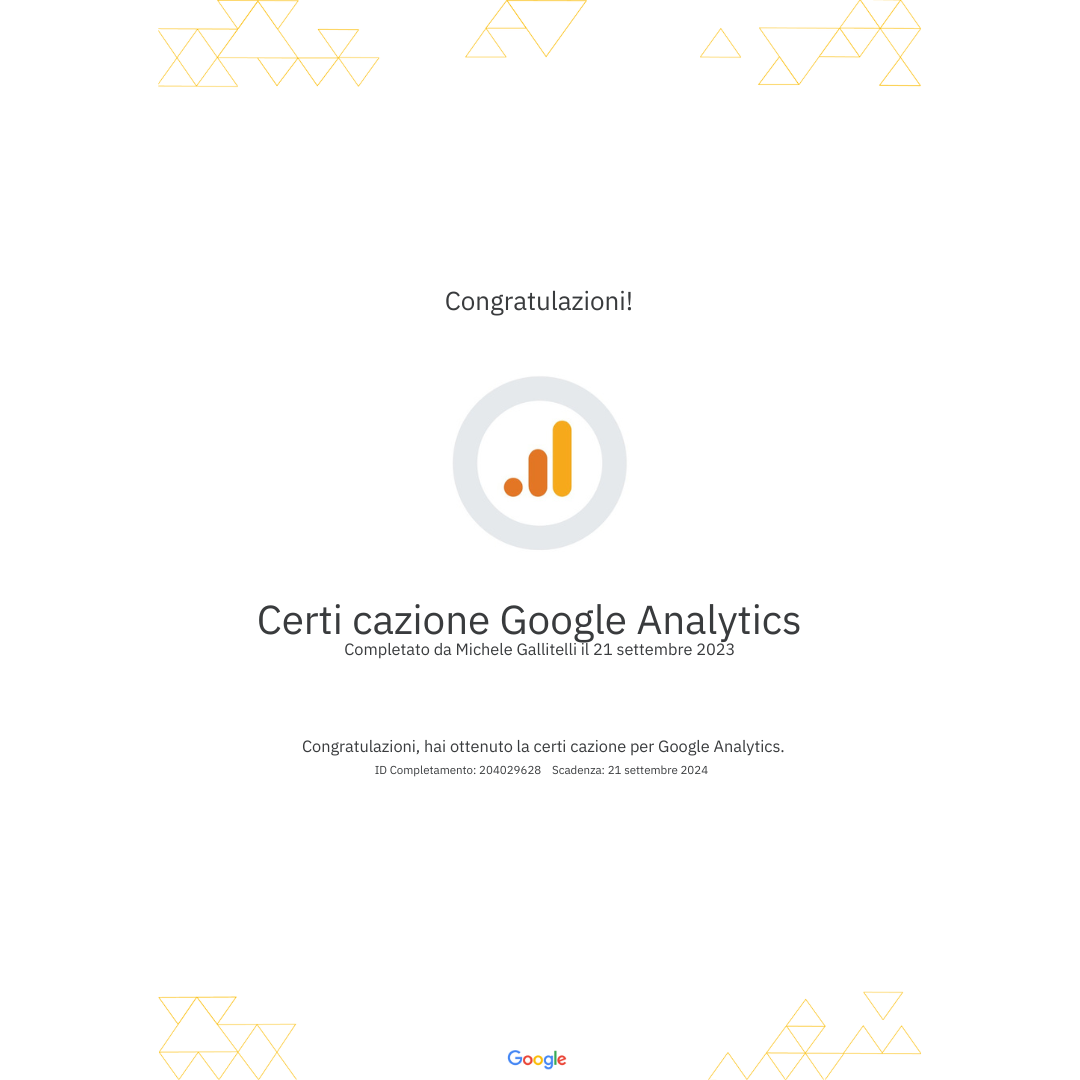 Congratulazioni!
Certi cazione Google Analytics
Completato da Michele Gallitelli il 21 settembre 2023
Congratulazioni, hai ottenuto la certi cazione per Google Analytics.
ID Completamento: 204029628 Scadenza: 21 settembre 2024
Google